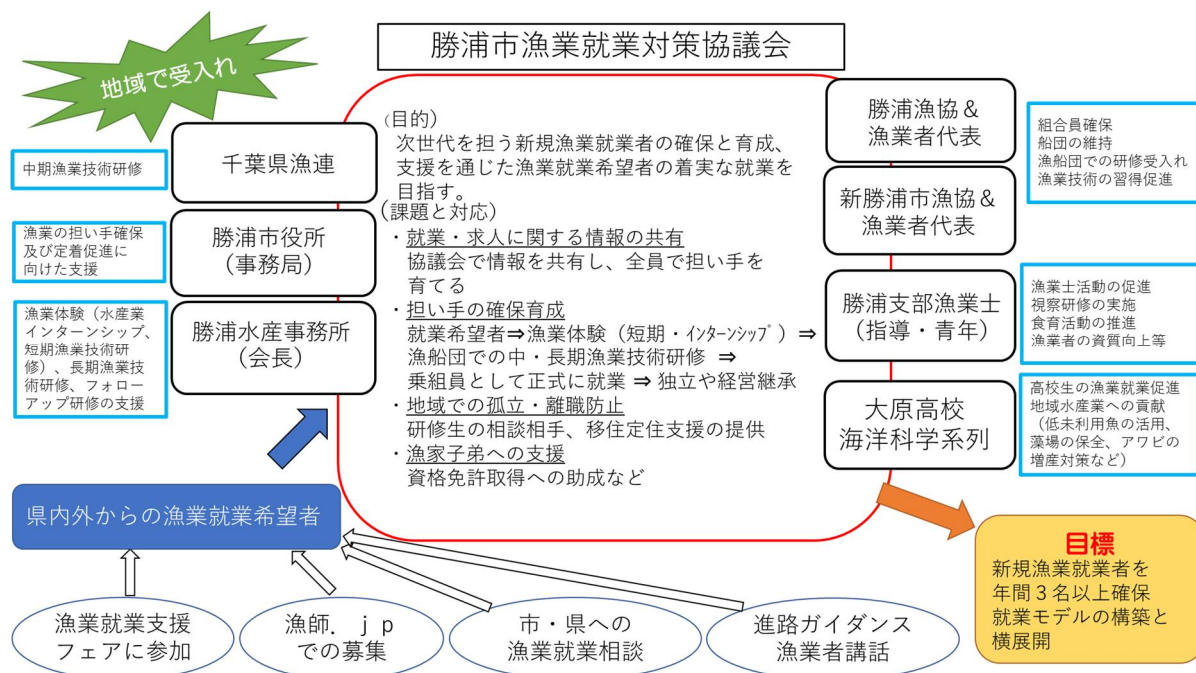 勝浦市漁業就業対策協議会
地域で受入れ
千葉県漁連
中期漁業技術研修
勝浦市役所
（事務局）
漁業の担い手確保
及び定着促進に
向けた支援
勝浦水産事務所
（会長）
漁業体験（水産業
インターンシップ、
短期漁業技術研
修）、長期漁業技
術研修、フォロー
アップ研修の支援
（目的）
次世代を担う新規漁業就業者の確保と育成、
支援を通じた漁業就業希望者の着実な就業を
目指す。
（課題と対応）
・就業・求人に関する情報の共有
協議会で情報を共有し、全員で担い手を
育てる
・担い手の確保育成
就業希望者⇒漁業体験（短期・インターンシップ）⇒
漁船団での中・長期漁業技術研修 ⇒
乗組員として正式に就業 ⇒ 独立や経営継承
・地域での孤立・離職防止
研修生の相談相手、移住定住支援の提供
・漁家子弟への支援
資格免許取得への助成など
勝浦漁協＆
漁業者代表
新勝浦市漁協＆
漁業者代表
組合員確保
船団の維持
漁船団での研修受入れ
漁業技術の習得促進
勝浦支部漁業士
（指導・青年）
漁業士活動の促進
視察研修の実施
食育活動の推進
漁業者の資質向上等
大原高校
海洋科学系列
高校生の漁業就業促進
地域水産業への貢献
（低未利用魚の活用、
藻場の保全、アワビの
増産対策など）
県内外からの漁業就業希望者
漁業就業支援
フェアに参加
漁師．ｊｐ
での募集
市・県への
漁業就業相談
進路ガイダンス
漁業者講話
目標
新規漁業就業者を
年間３名以上確保
就業モデルの構築と
横展開